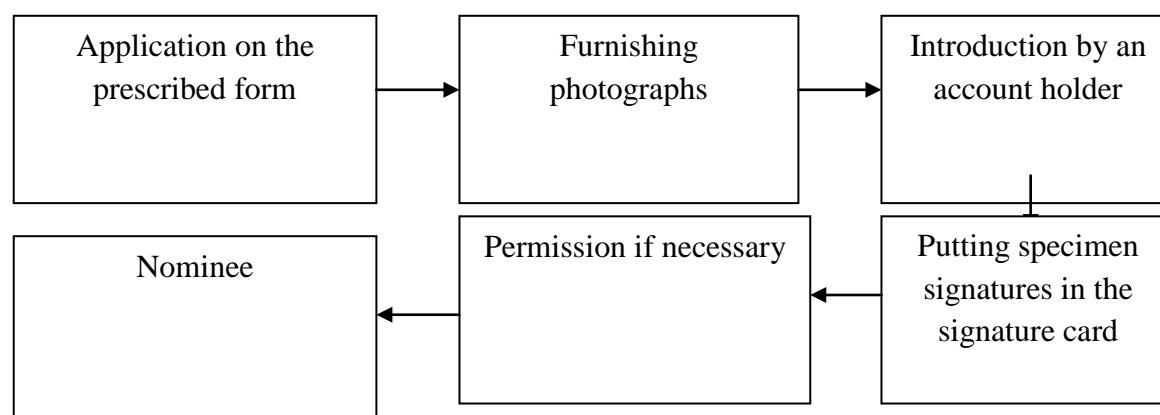 Application on the
prescribed form
Furnishing
photographs
Introduction by an
account holder
Putting specimen
signatures in the
signature card
Permission if necessary
Nominee